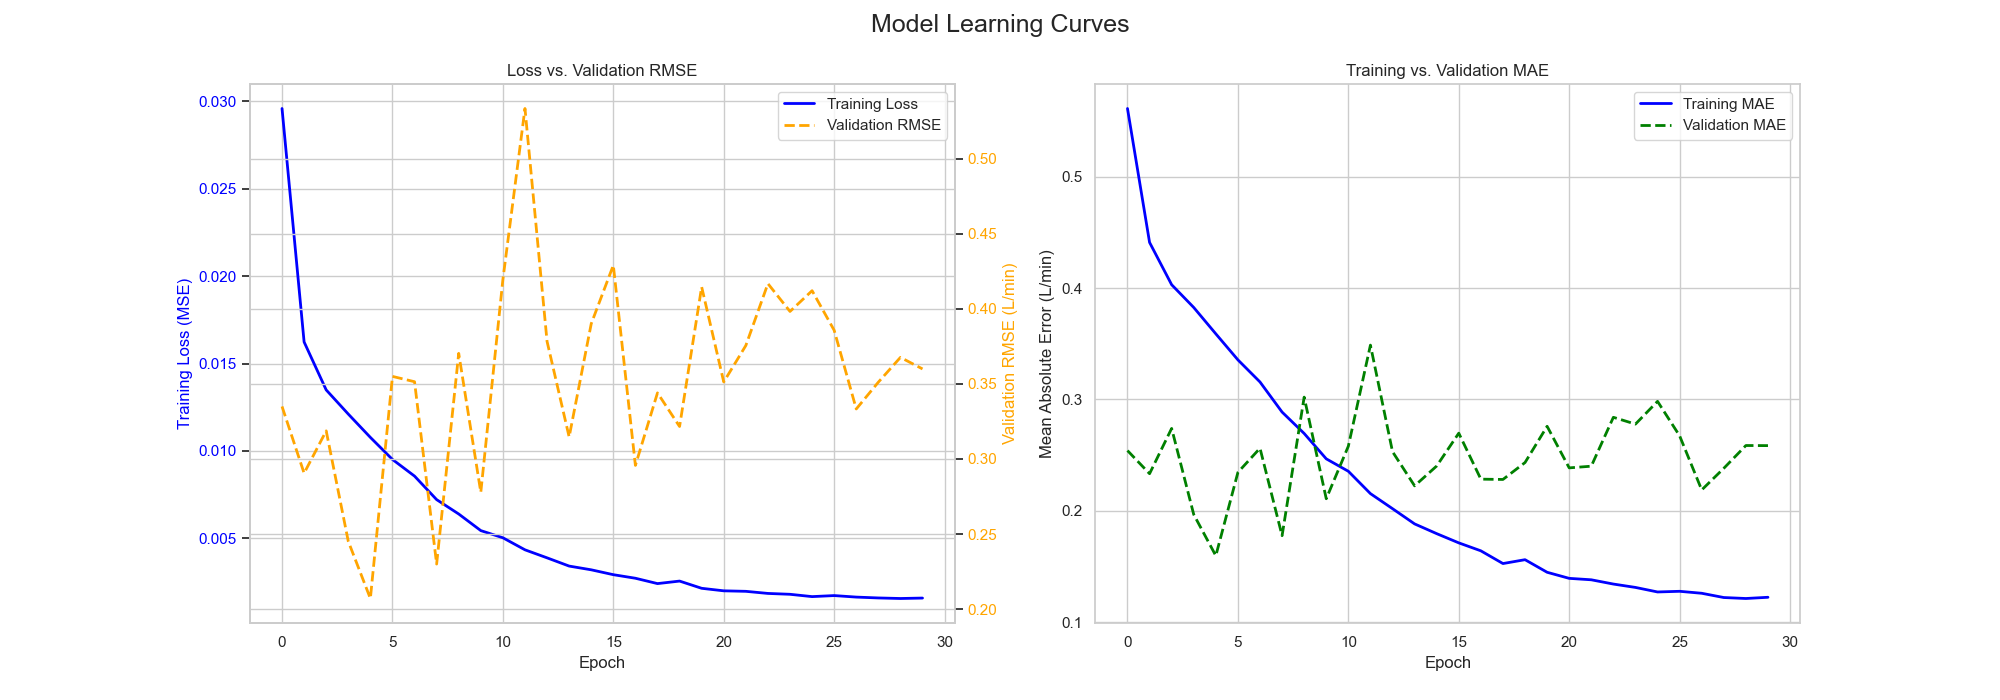 Model Learning Curves
Loss vs. Validation RMSE
Training Loss
Validation RMSE
0.030
0.025
0.020
0.015
0.010
0.005
Training Loss (MSE)
0.50
0.45
0.40
0.35
0.30
0.25
0.20
Validation RMSE (L/min)
0 5 10 15 20 25 30
Epoch
Training vs. Validation MAE
Training MAE
Validation MAE
0.5
0.4
0.3
0.2
0.1
Mean Absolute Error (L/min)
0 5 10 15 20 25 30
Epoch